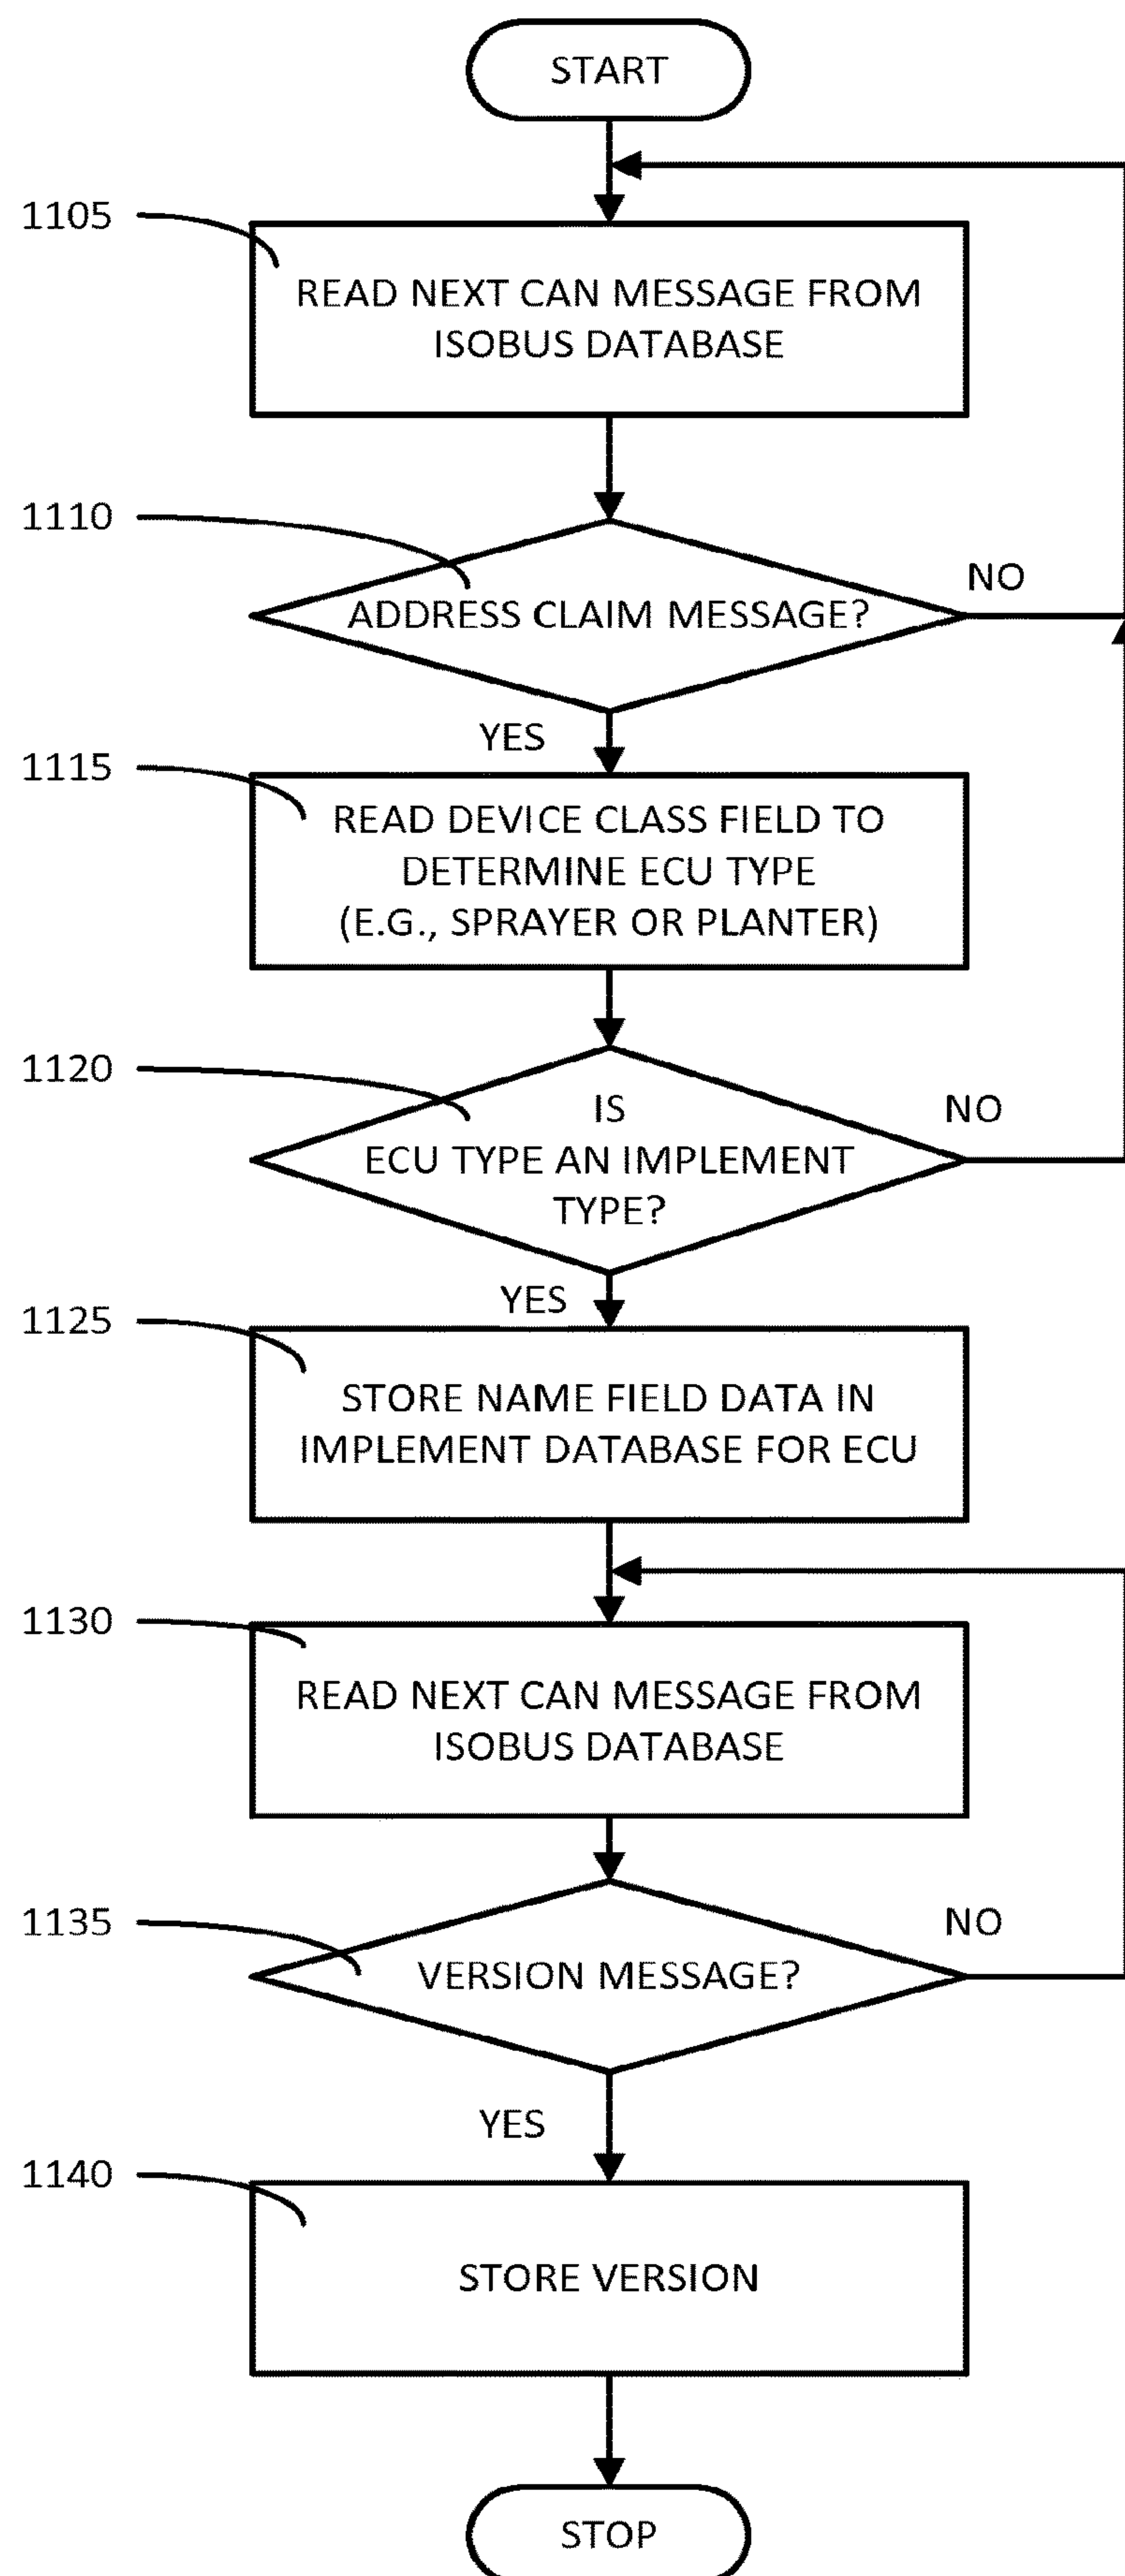 START
1105
READ NEXT CAN MESSAGE FROM
ISOBUS DATABASE
1110
NO
ADDRESS CLAIM MESSAGE?
YES
1115
READ DEVICE CLASS FIELD TO
DETERMINE ECU TYPE
(E.G., SPRAYER OR PLANTER)
1120
IS
NO
ECU TYPE AN IMPLEMENT
TYPE?
YES
1125
STORE NAME FIELD DATA IN
IMPLEMENT DATABASE FOR ECU
1130
READ NEXT CAN MESSAGE FROM
ISOBUS DATABASE
1135
NO
VERSION MESSAGE?
YES
1140
STORE VERSION
STOP